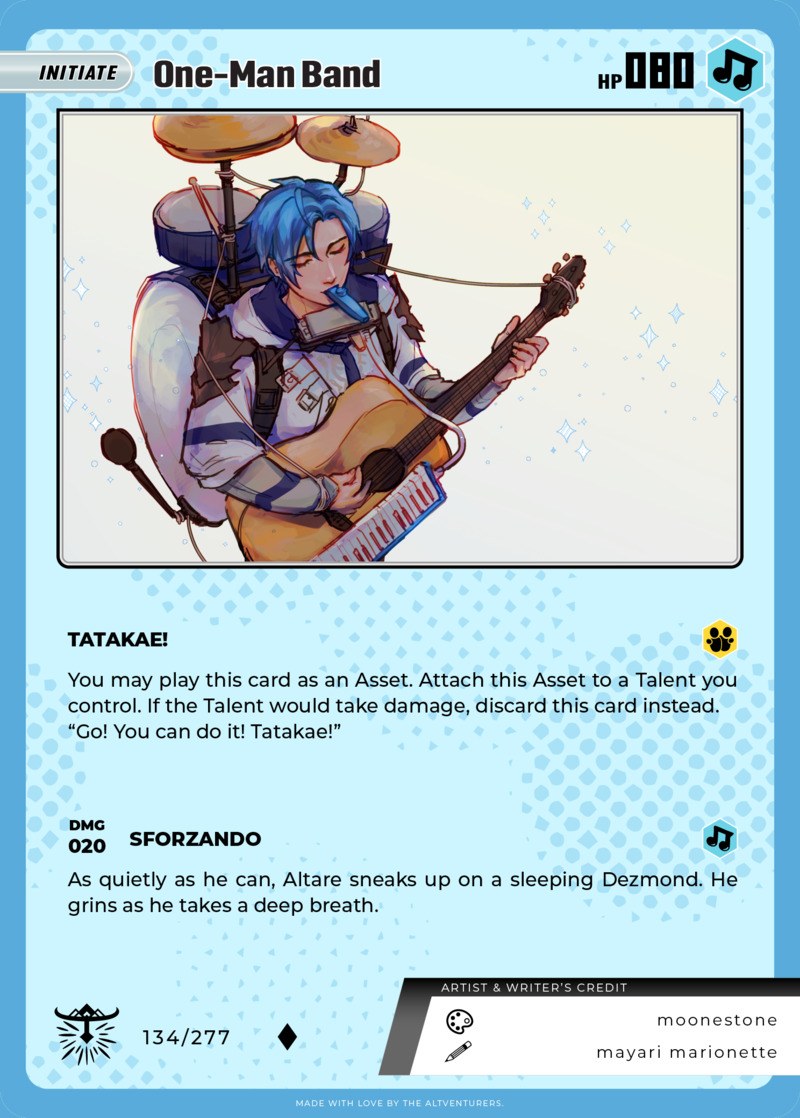 INITIATE One-Man Band HP 080
TATAKAE!
You may play this card as an Asset. Attach this Asset to a Talent you
control. If the Talent would take damage, discard this card instead.
“Go! You can do it! Tatakae!”
DMG
020 SFORZANDO
As quietly as he can, Altare sneaks up on a sleeping Dezmond. He
grins as he takes a deep breath.
ARTIST & WRITER'S CREDIT
134/277
moonestone
mayari marionette
MADE WITH LOVE BY THE ALTVENTURERS.